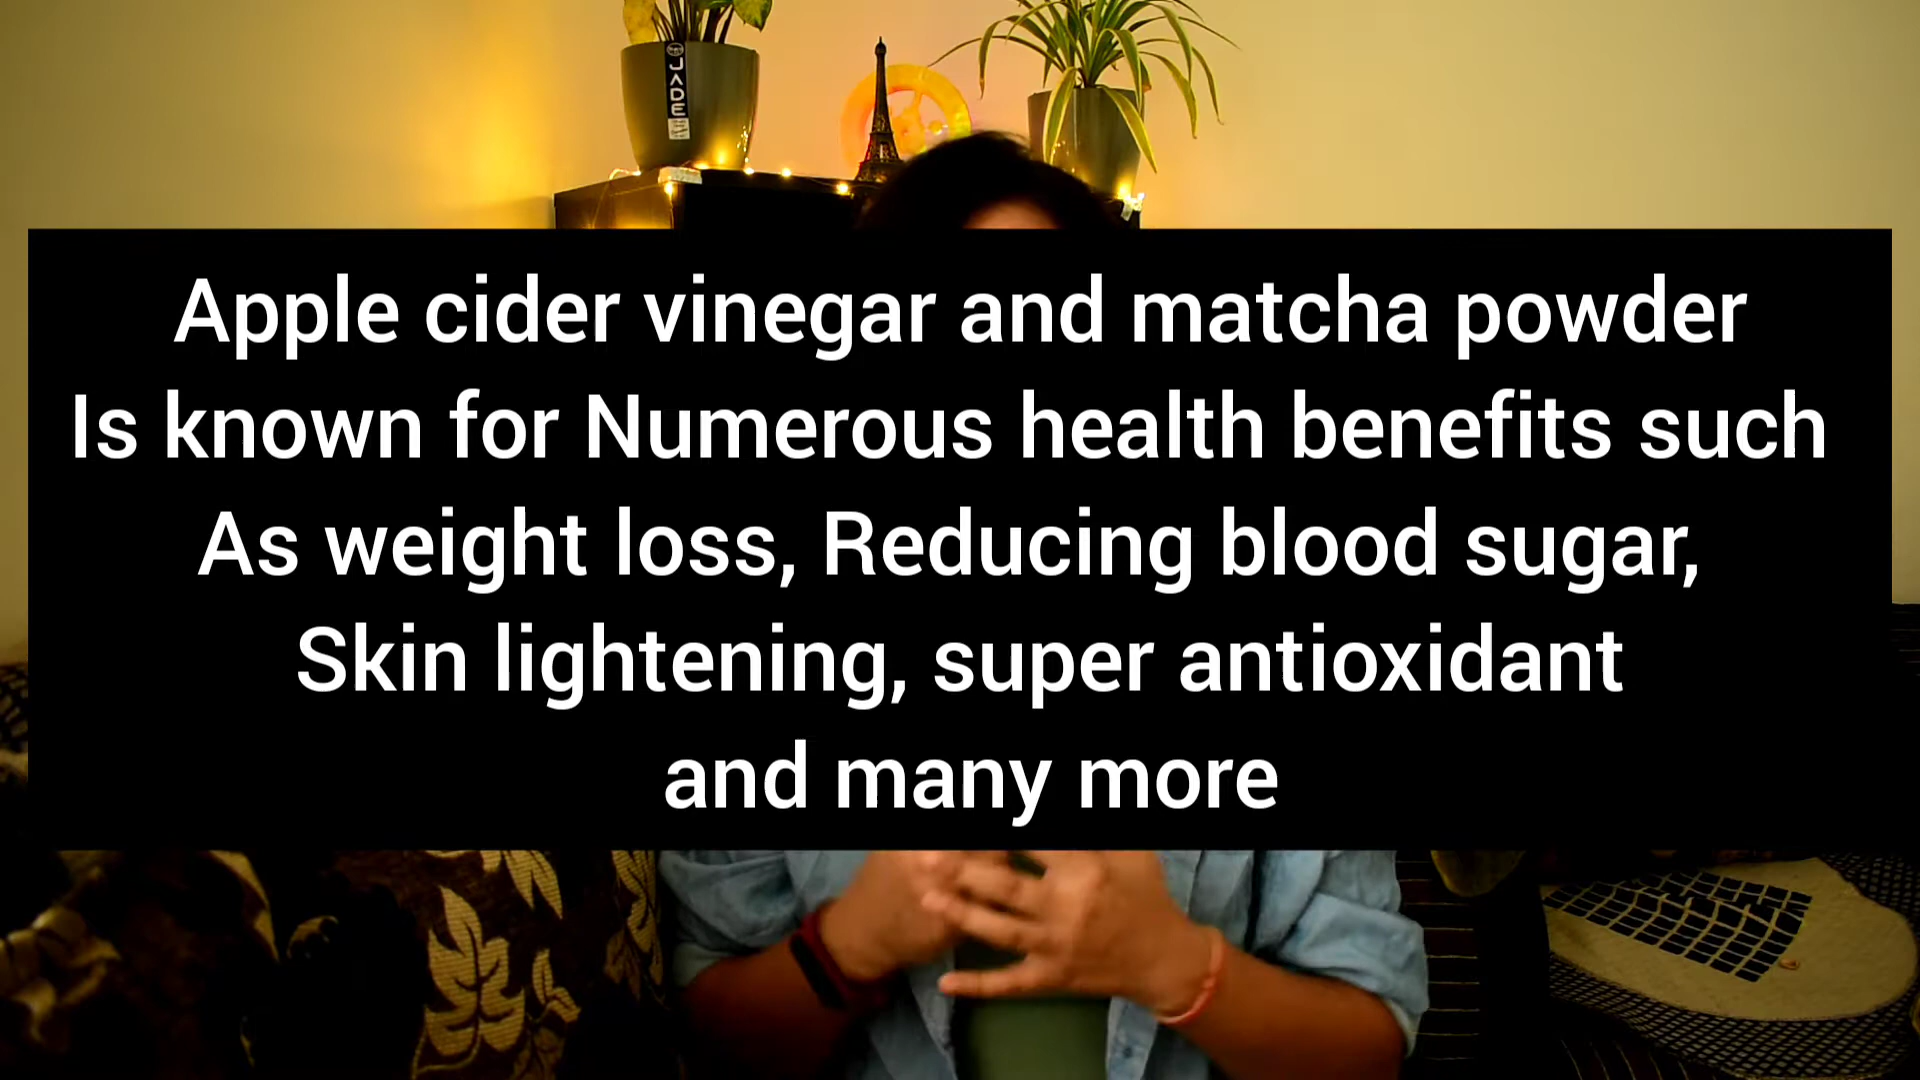 JADE
Apple cider vinegar and matcha powder
Is known for Numerous health benefits such
As weight loss, Reducing blood sugar,
Skin lightening, super antioxidant
and many more